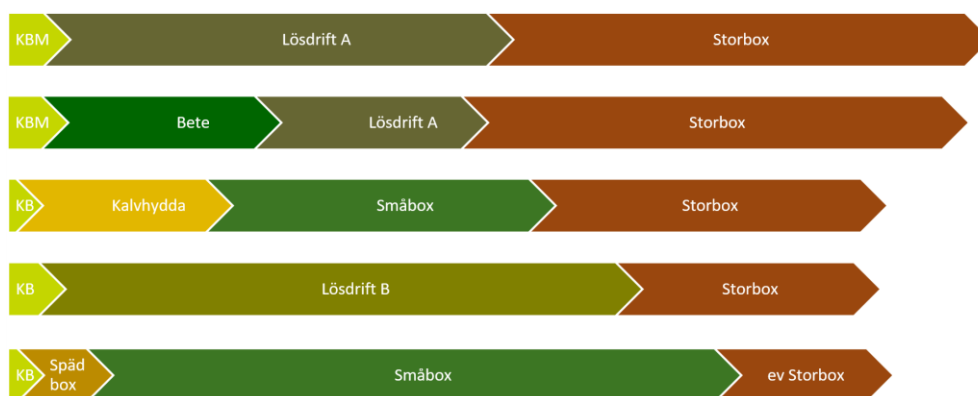 KBM Lösdrift A Storbox
KBM Bete Lösdrift A Storbox
KB Kalvhydda Småbox Storbox
KB Lösdrift B Storbox
KB Späd box Småbox ev Storbox